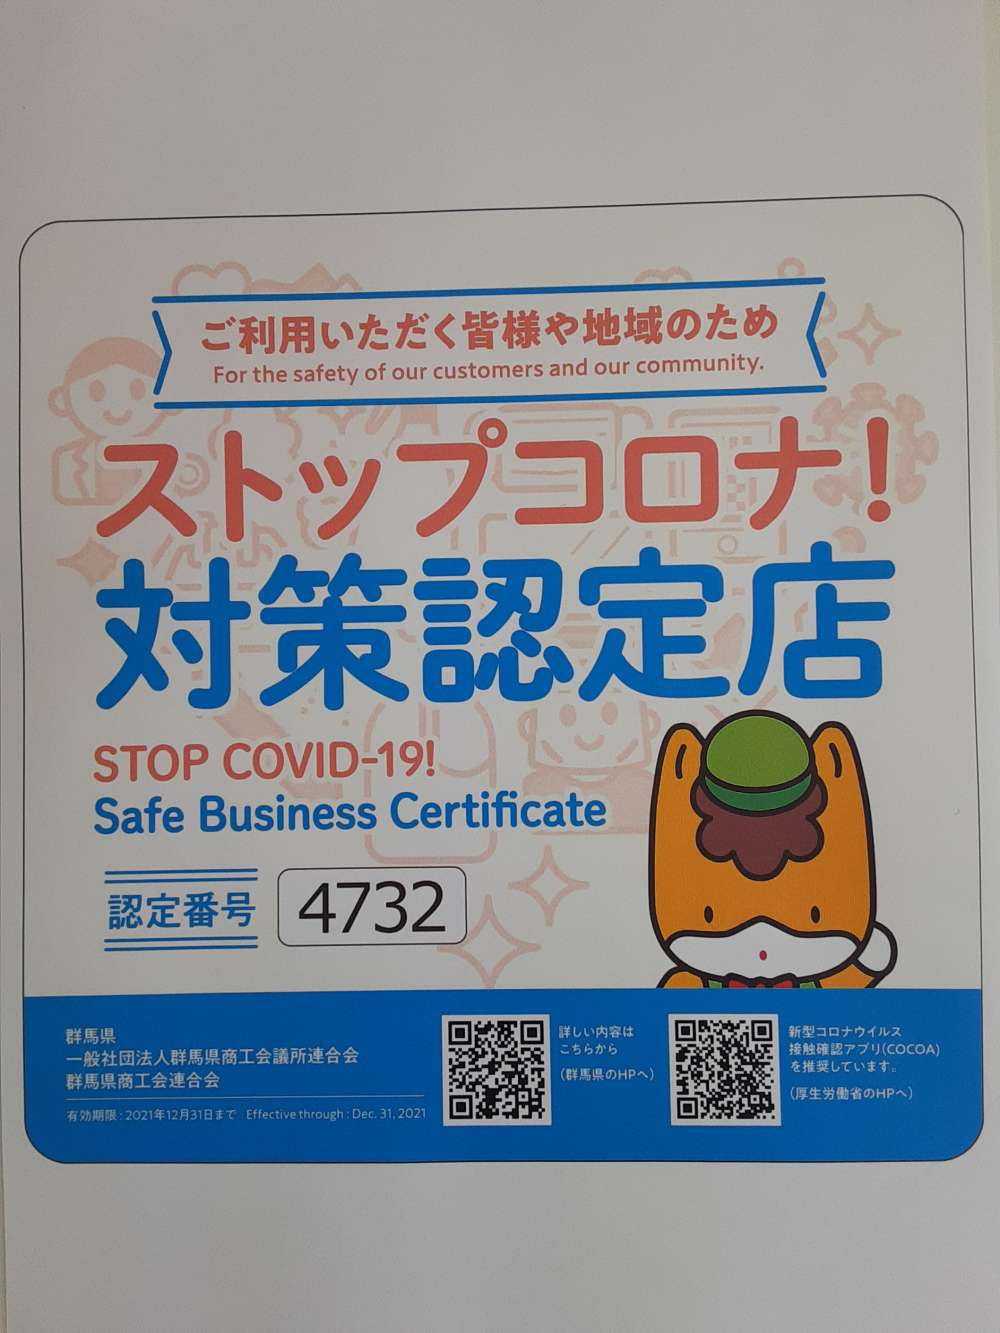 ご利用いただく皆様や地域のため
For the safety of our customers and our community.
ストップコロナ!
対策認定店
STOP COVID-19!
Safe Business Certificate
認定番号
4732
群馬県
一般社団法人群馬県商工会議所連合会
群馬県商工会連合会
有効期限:2021年12月31日まで Effective through : Dec. 31, 2021
詳しい内容は
こちらから
(群馬県のHPへ)
新型コロナウイルス
接触確認アプリ(COCOA)
を推奨しています。
(厚生労働省のHPへ)